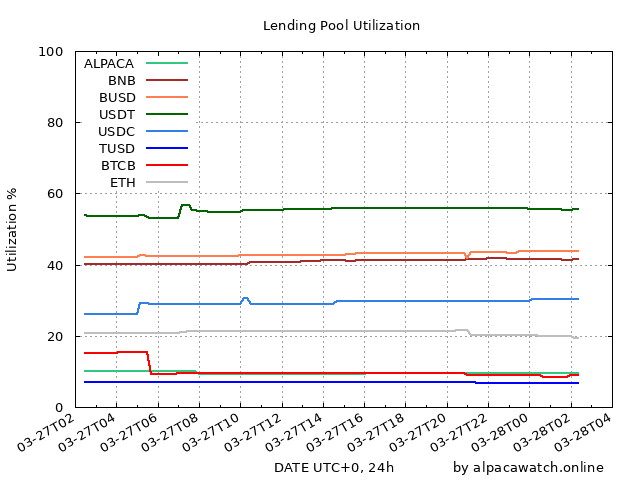 Lending Pool Utilization
Utilization %
100
80
60
40
20
0
ALPACA
BNB
BUSD
USDT
USDC
TUSD
BTCB
ETH
03-27T02
03-27T04
03-27T06
03-27T08
03-27T10
03-27T12
03-27T14
03-27T16
03-27T18
03-27T20
03-27T22
03-28T00
03-28T02
03-28T04
DATE UTC+0, 24h
by alpacawatch.online